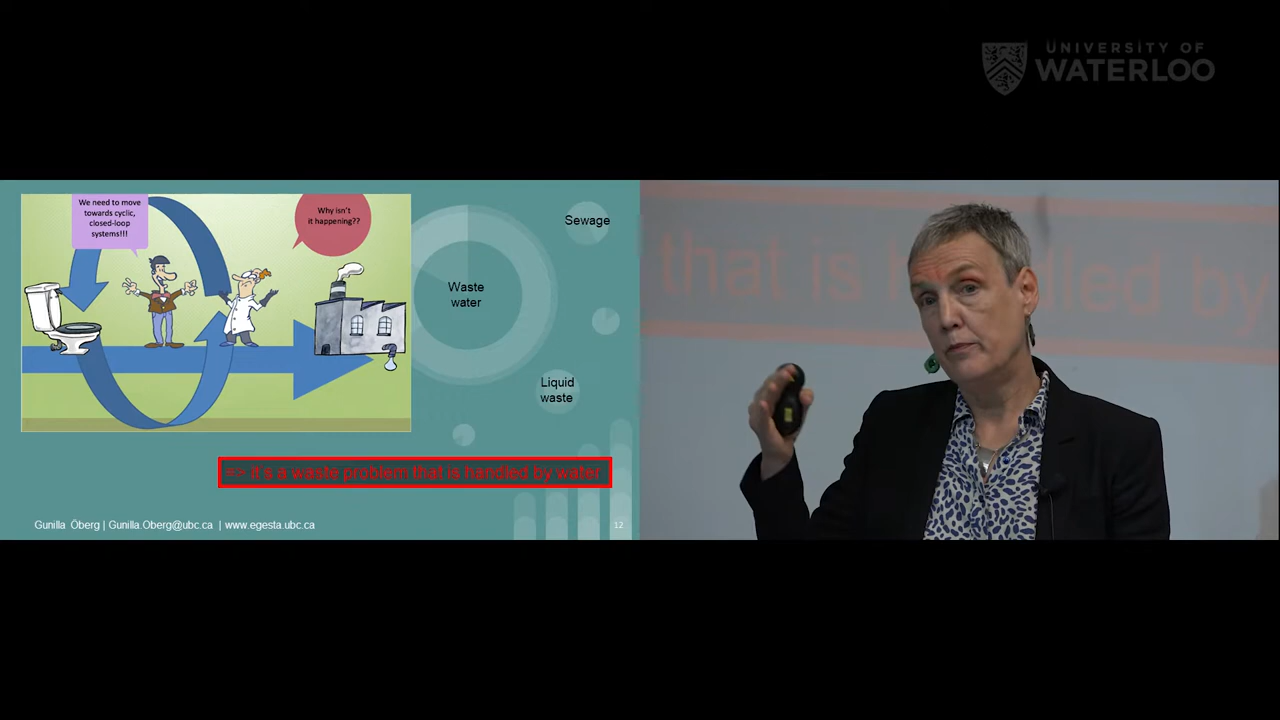 UNIVERSITY OF
WATERLOO
We need to move
towards cyclic,
closed-loop
systems!!!
Why isn't
it happening??
Sewage
Waste
water
Liquid
waste
=> It's a waste problem that is handled by water
Gunilla Öberg | Gunilla.Oberg@ubc.ca | www.egesta.ubc.ca
12
that is handled by